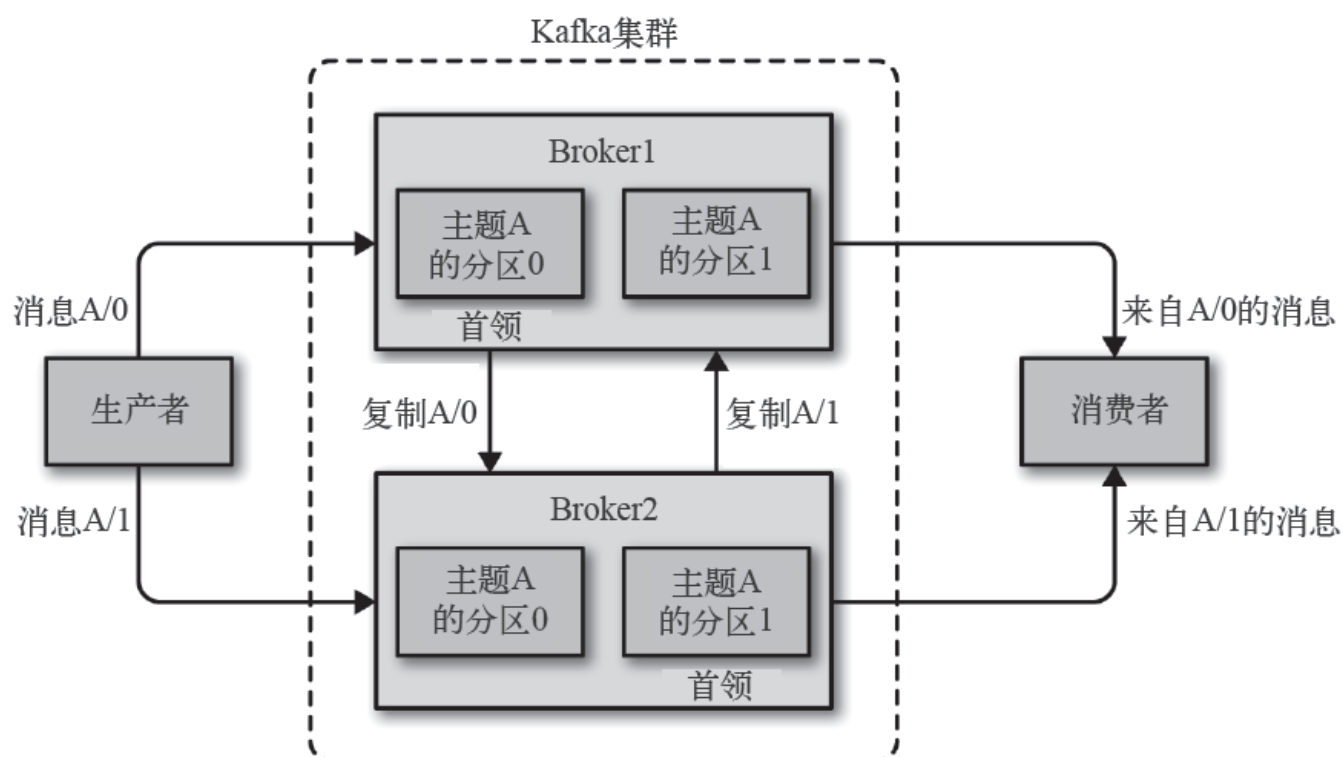 Kafka集群
Broker1
主题A
的分区0
主题A
的分区1
首领
消息A/0
来自A/0的消息
生产者
复制A/0
复制A/1
消费者
消息A/1
来自A/1的消息
Broker2
主题A
的分区0
主题A
的分区1
首领